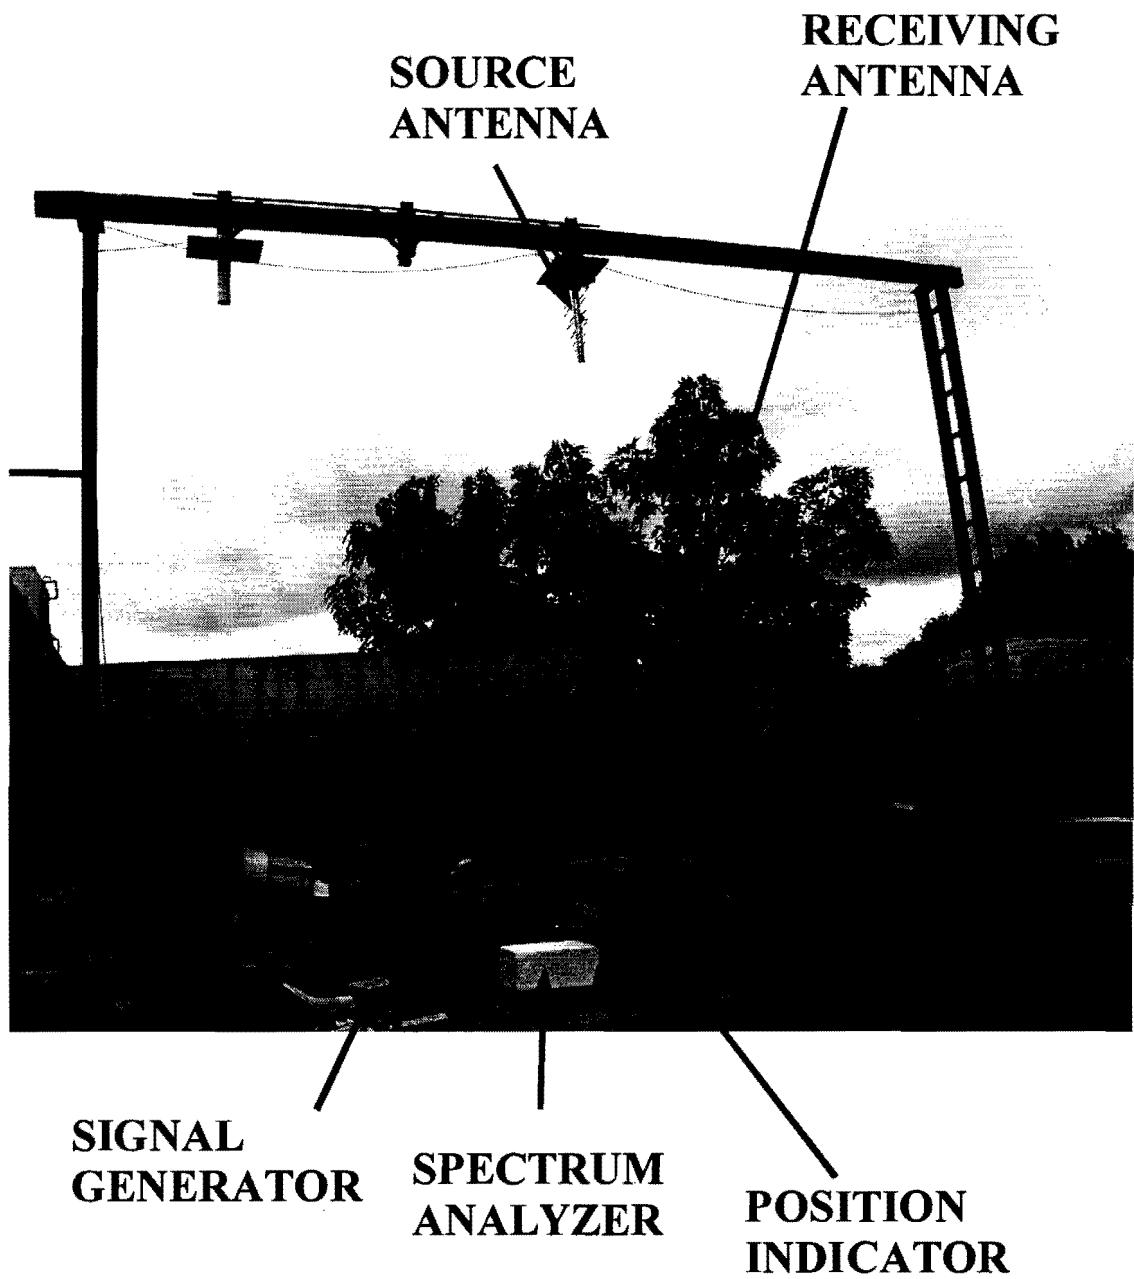 RECEIVING
ANTENNA
SOURCE
ANTENNA
SIGNAL
GENERATOR
SPECTRUM
ANALYZER
POSITION
INDICATOR